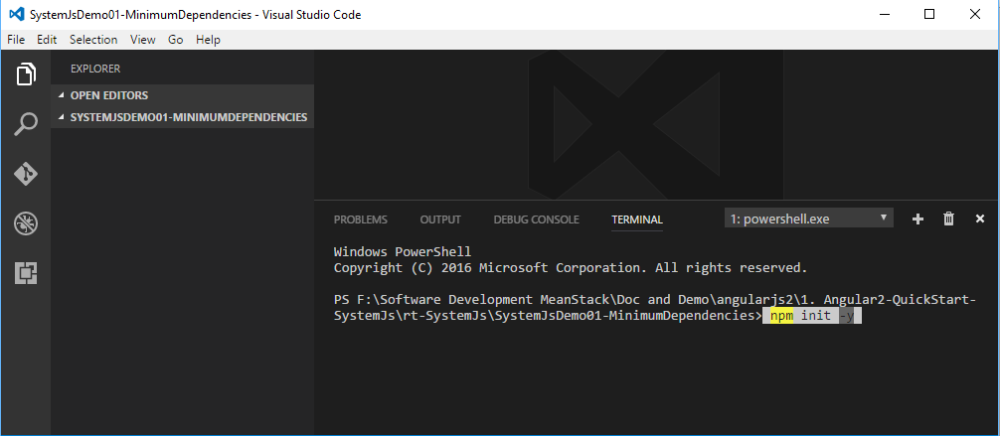 SystemJsDemo01-MinimumDependencies - Visual Studio Code
File Edit Selection View Go Help
EXPLORER
OPEN EDITORS
SYSTEMJSDEMO01-MINIMUMDEPENDENCIES
PROBLEMS OUTPUT DEBUG CONSOLE TERMINAL 1: powershell.exe
Windows PowerShell
Copyright (C) 2016 Microsoft Corporation. All rights reserved.
PS F:\Software Development MeanStack\Doc and Demo\angularjs2\1. Angular2-QuickStart-
SystemJs\rt-SystemJs\SystemJsDemo01-MinimumDependencies> npm init -y